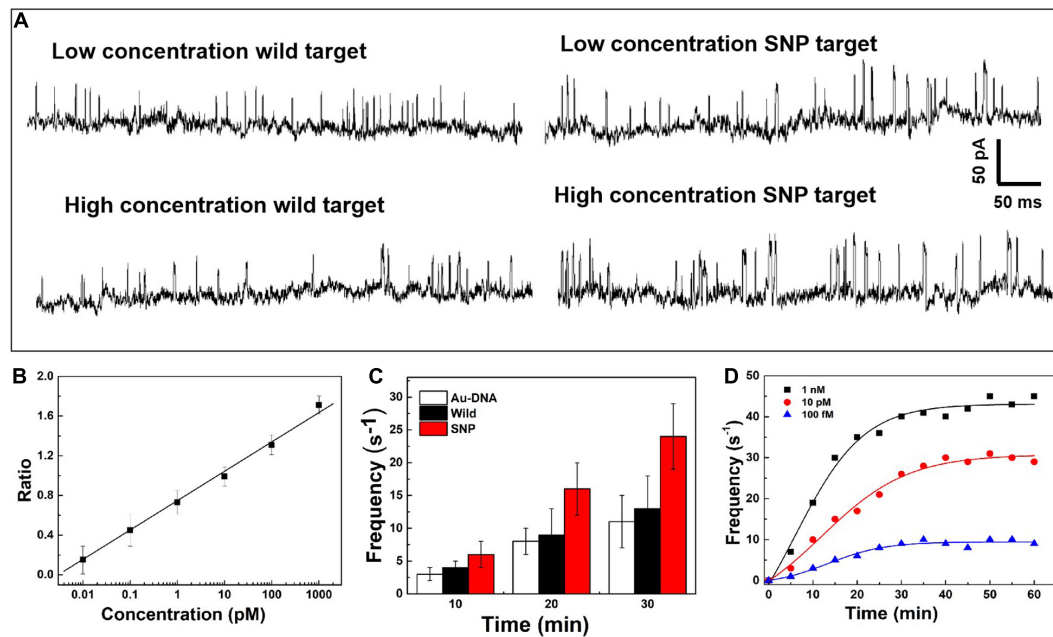 A
Low concentration wild target
Low concentration SNP target
50 pA
50 ms
High concentration wild target
High concentration SNP target
B
2.0
1.6
1.2
0.8
0.4
0.0
Ratio
0.01 0.1 1 10 100 1000
Concentration (pM)
C
Au-DNA
Wild
SNP
30
25
20
15
10
5
0
Frequency (s⁻¹)
10 20 30
Time (min)
D
1 nM
10 pM
100 fM
50
40
30
20
10
0
Frequency (s⁻¹)
0 10 20 30 40 50 60
Time (min)